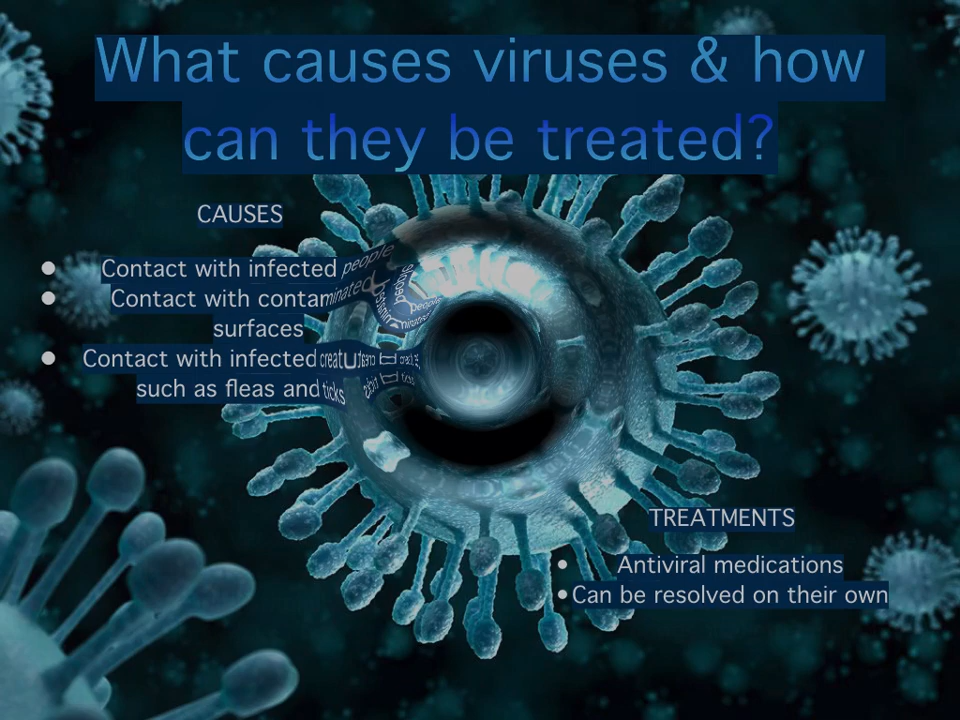 What causes viruses & how
can they be treated?
CAUSES
● Contact with infected people
● Contact with contaminated
surfaces
● Contact with infected
such as fleas and ticks
TREATMENTS
• Antiviral medications
• Can be resolved on their own